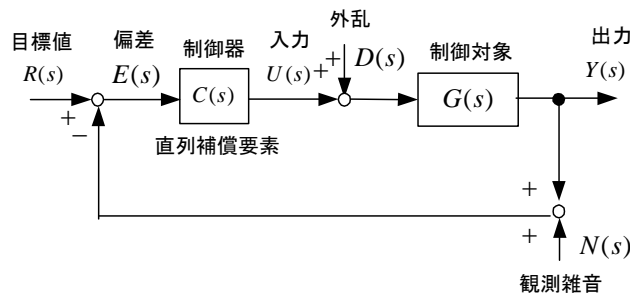 目標値
R(s)
偏差
E(s)
制御器
C(s)
直列補償要素
入力
U(s)
外乱
D(s)
制御対象
G(s)
出力
Y(s)
+
−
+
+
+
+
N(s)
観測雑音